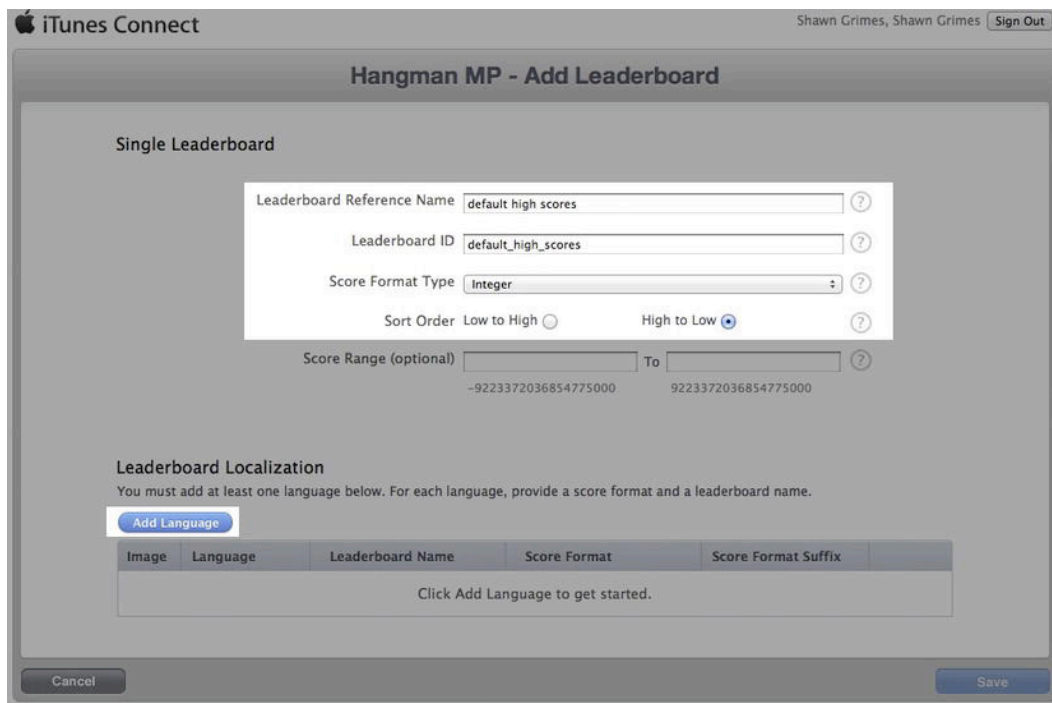 iTunes Connect
Shawn Grimes, Shawn Grimes Sign Out
Hangman MP - Add Leaderboard
Single Leaderboard
Leaderboard Reference Name default high scores ?
Leaderboard ID default_high_scores ?
Score Format Type Integer ?
Sort Order Low to High High to Low ?
Score Range (optional) To ?
-9223372036854775000 9223372036854775000
Leaderboard Localization
You must add at least one language below. For each language, provide a score format and a leaderboard name.
Add Language
Image Language Leaderboard Name Score Format Score Format Suffix
Click Add Language to get started.
Cancel Save